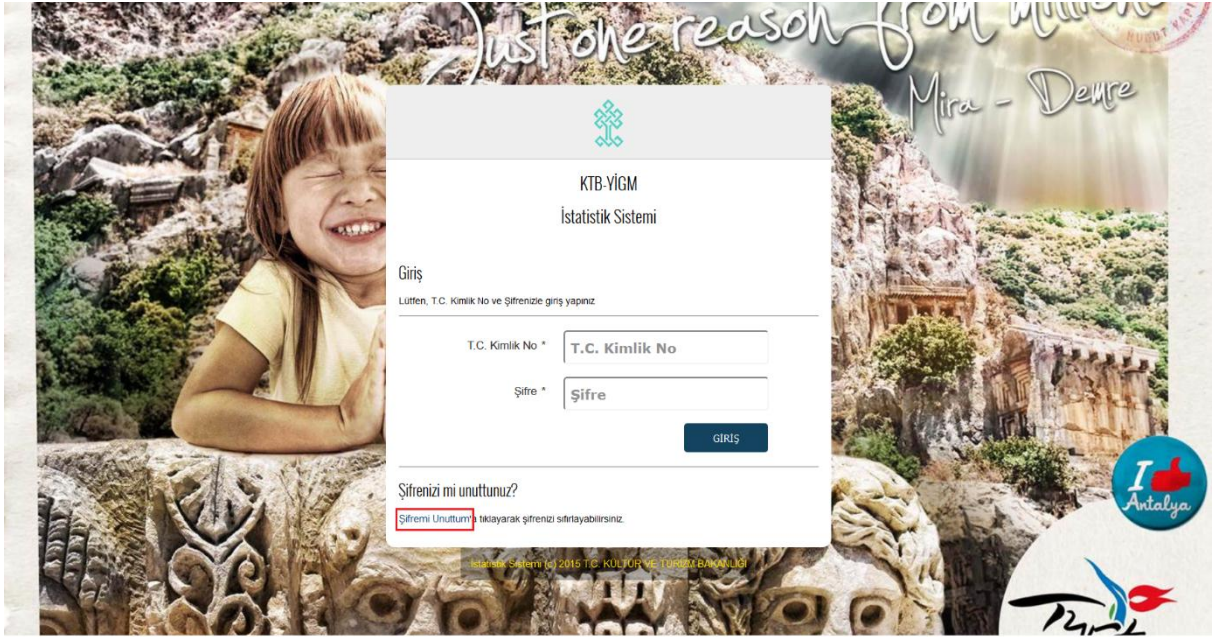 Just one reason from
Mira - Demre
KTB-YİGM
İstatistik Sistemi
Giriş
Lütfen, T.C. Kimlik No ve Şifrenizle giriş yapınız
T.C. Kimlik No *
T.C. Kimlik No
Şifre *
Şifre
GİRİŞ
Şifrenizi mi unuttunuz?
Şifremi Unuttum'a tıklayarak şifrenizi sıfırlayabilirsiniz.
I
Antalya
İstatistik Sistemi (c) 2015 T.C. KÜLTÜR VE TURİZM BAKANLIĞI